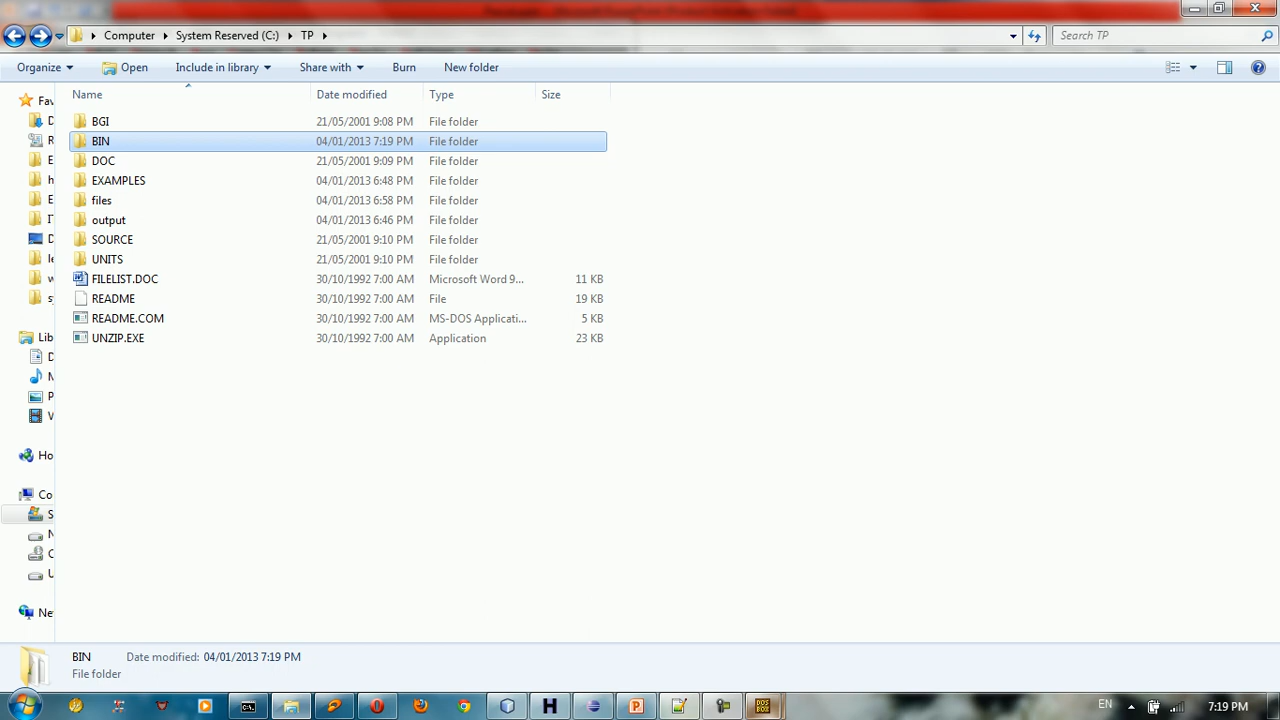 Computer System Reserved (C:) TP Search TP
Organize Open Include in library Share with Burn New folder
Name Date modified Type Size
BGI 21/05/2001 9:08 PM File folder
BIN 04/01/2013 7:19 PM File folder
DOC 21/05/2001 9:09 PM File folder
EXAMPLES 04/01/2013 6:48 PM File folder
files 04/01/2013 6:58 PM File folder
output 04/01/2013 6:46 PM File folder
SOURCE 21/05/2001 9:10 PM File folder
UNITS 21/05/2001 9:10 PM File folder
FILELIST.DOC 30/10/1992 7:00 AM Microsoft Word 9... 11 KB
README 30/10/1992 7:00 AM File 19 KB
README.COM 30/10/1992 7:00 AM MS-DOS Applicati... 5 KB
UNZIP.EXE 30/10/1992 7:00 AM Application 23 KB
Fav
Lib
Ho
Co
Ne
BIN Date modified: 04/01/2013 7:19 PM
File folder
DOS BOX
EN 7:19 PM